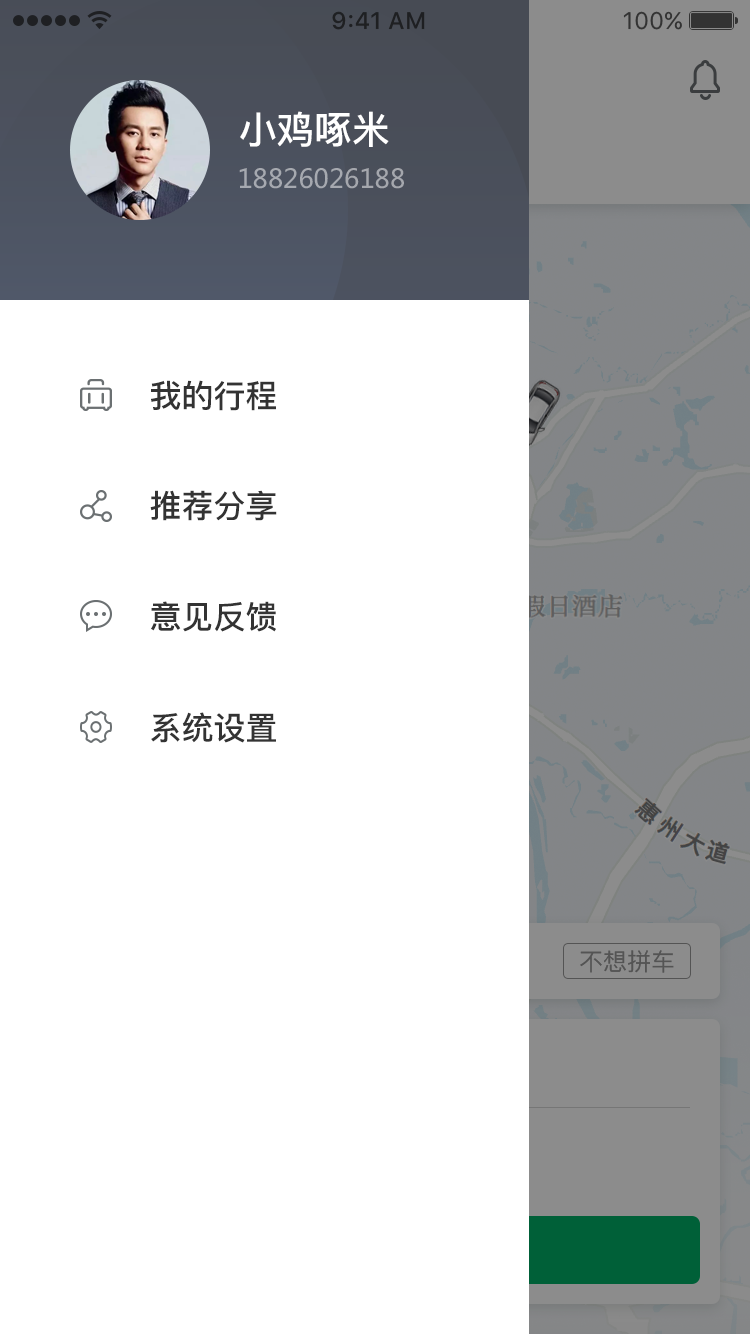 9:41 AM
100%
小鸡啄米
18826026188
我的行程
推荐分享
意见反馈
系统设置
假日酒店
惠州大道
不想拼车